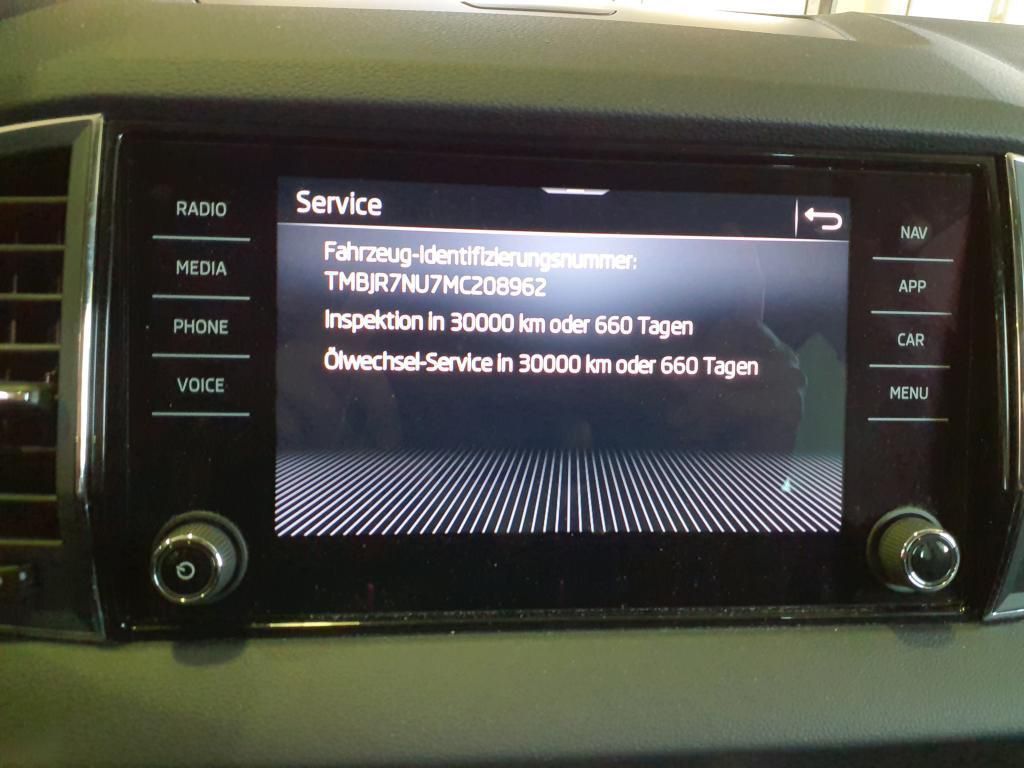 Service
RADIO
MEDIA
PHONE
VOICE
Fahrzeug-Identifizierungsnummer:
TMBJR7NU7MC208962
Inspektion in 30000 km oder 660 Tagen
Ölwechsel-Service in 30000 km oder 660 Tagen
NAV
APP
CAR
MENU